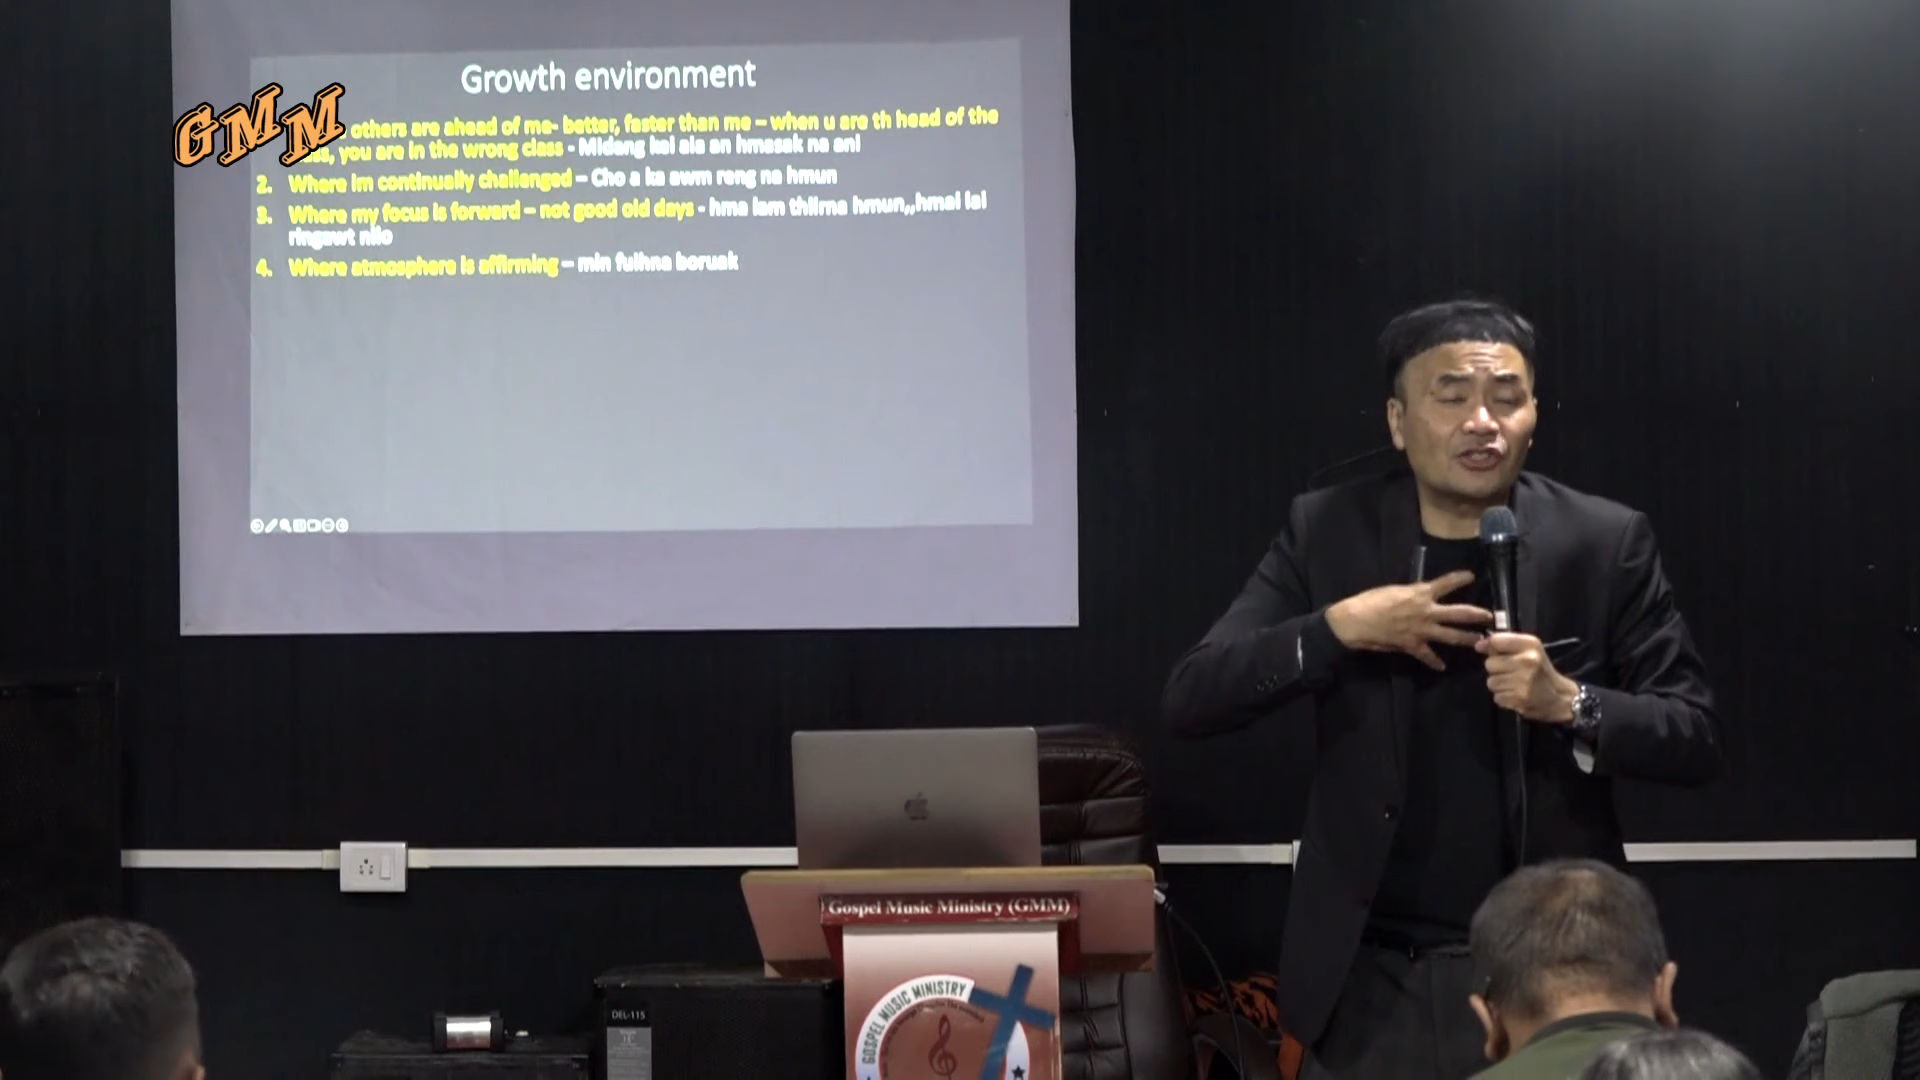 Growth environment
GMM
others are ahead of me- better, faster than me – when u are th head of the
, you are in the wrong class - Midang kal ala an hmasak na ani
2. Where im continually challenged – Cho a ka awm reng na hmun
3. Where my focus is forward – not good old days - hma lam thlirna hmun,,hmai lai
ringawt nilo
4. Where atmosphere is affirming – min fuihna boruak
Gospel Music Ministry (GMM)
GOSPEL MUSIC MINISTRY
DEL-115